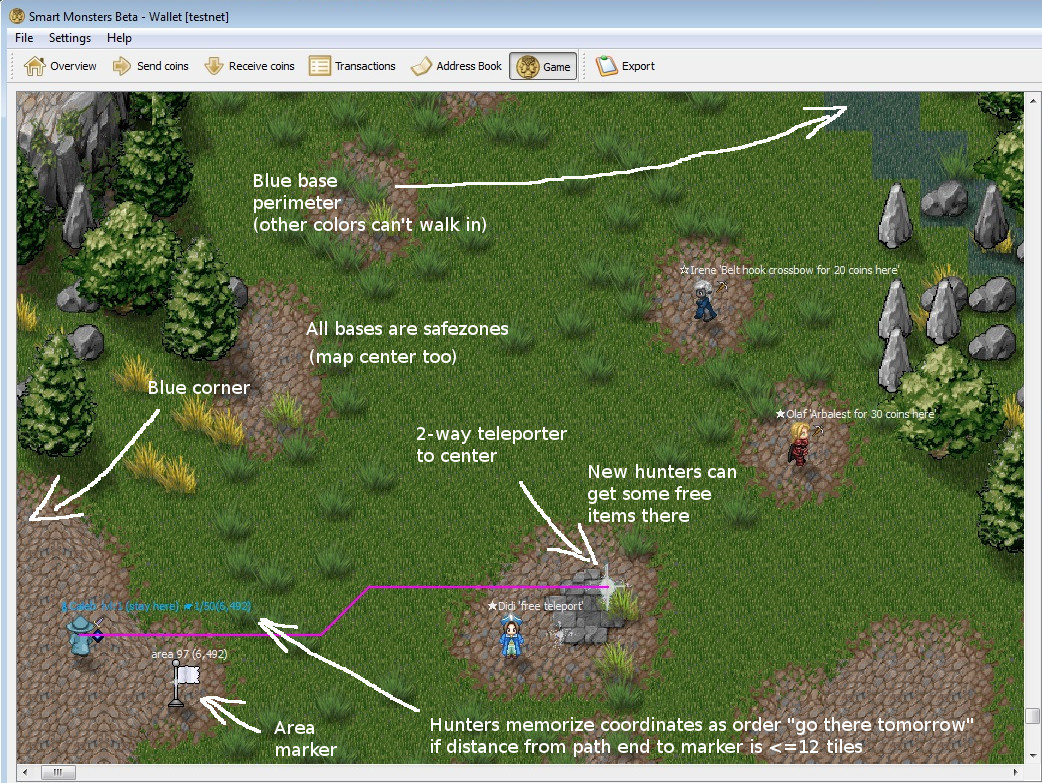 Smart Monsters Beta - Wallet [testnet]
File Settings Help
Overview Send coins Receive coins Transactions Address Book Game Export
Blue base
perimeter
(other colors can't walk in)
Irene 'Belt hook crossbow for 20 coins here'
All bases are safezones
(map center too)
Blue corner
Olaf 'Arbalest for 30 coins here'
2-way teleporter
to center
New hunters can
get some free
items there
(stay here) 1/50(6,492)
Didi 'free teleport'
area 97 (6,492)
Area
marker
Hunters memorize coordinates as order "go there tomorrow"
if distance from path end to marker is <=12 tiles